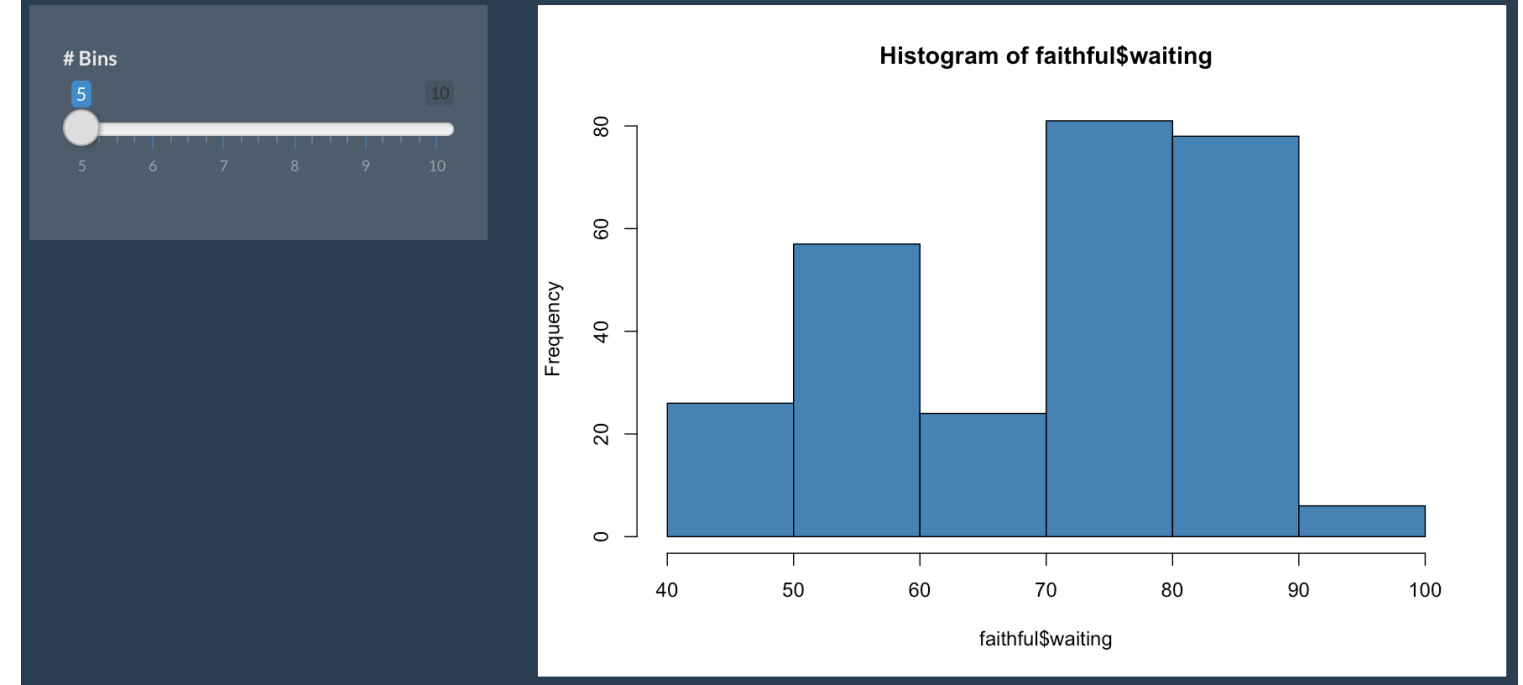 # Bins
5
10
5 6 7 8 9 10
Histogram of faithful$waiting
Frequency
80
60
40
20
0
40 50 60 70 80 90 100
faithful$waiting